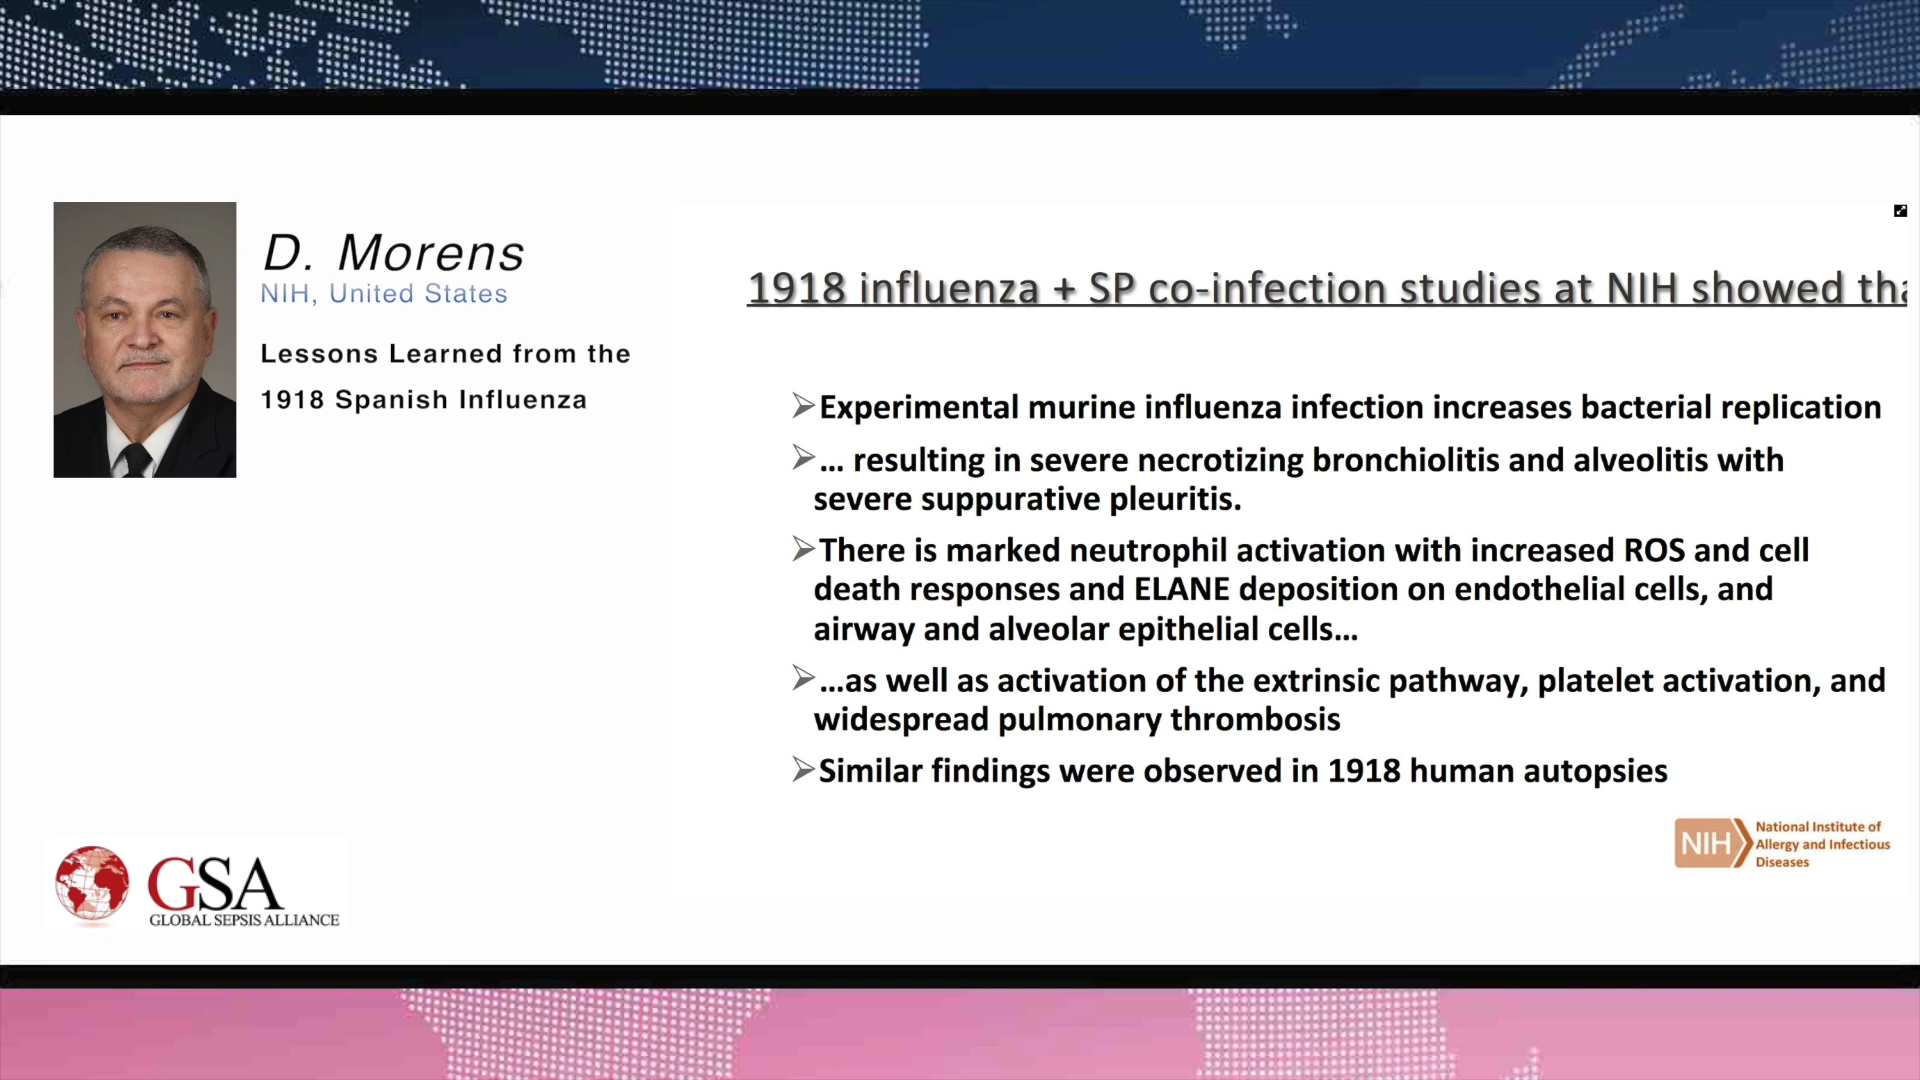 D. Morens
NIH, United States
Lessons Learned from the
1918 Spanish Influenza
1918 influenza + SP co-infection studies at NIH showed tha
➢Experimental murine influenza infection increases bacterial replication
➢... resulting in severe necrotizing bronchiolitis and alveolitis with
severe suppurative pleuritis.
➢There is marked neutrophil activation with increased ROS and cell
death responses and ELANE deposition on endothelial cells, and
airway and alveolar epithelial cells...
➢...as well as activation of the extrinsic pathway, platelet activation, and
widespread pulmonary thrombosis
➢Similar findings were observed in 1918 human autopsies
NIH
National Institute of
Allergy and Infectious
Diseases
GSA
GLOBAL SEPSIS ALLIANCE